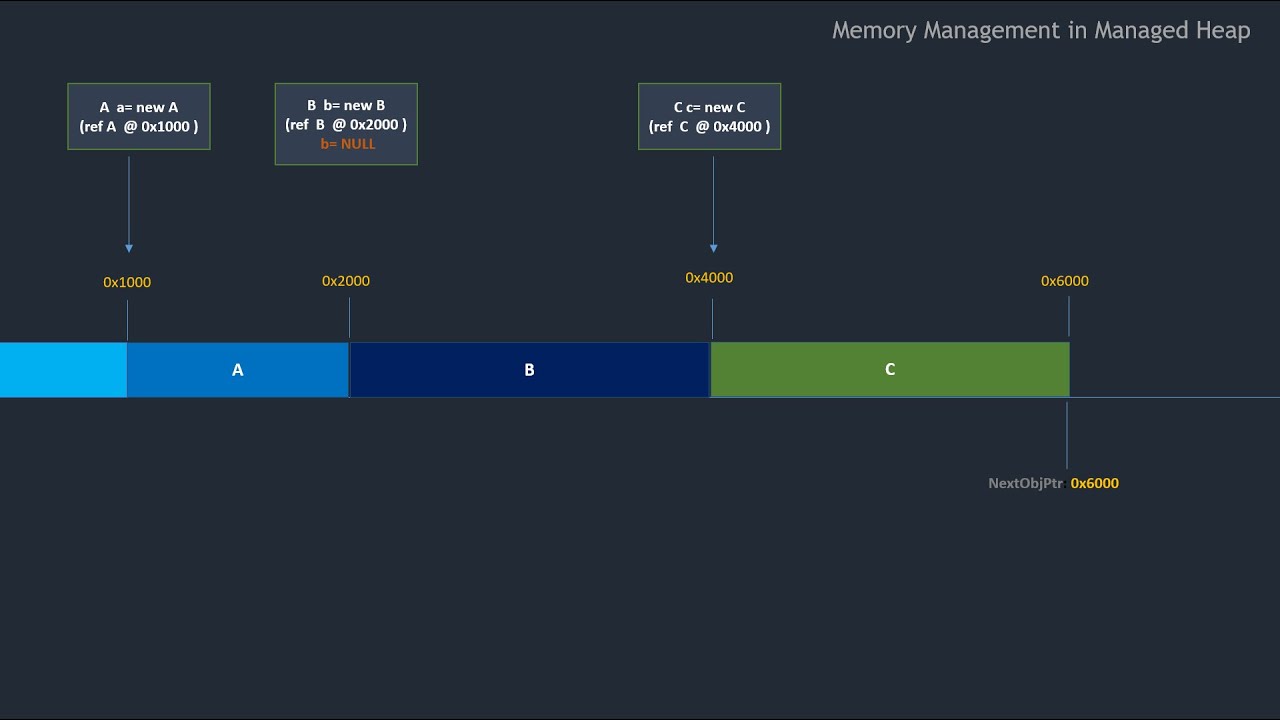 Memory Management in Managed Heap
A a= new A
(ref A @ 0x1000 )
B b= new B
(ref B @ 0x2000 )
b= NULL
C c= new C
(ref C @ 0x4000 )
0x1000
0x2000
0x4000
0x6000
A
B
C
NextObjPtr: 0x6000